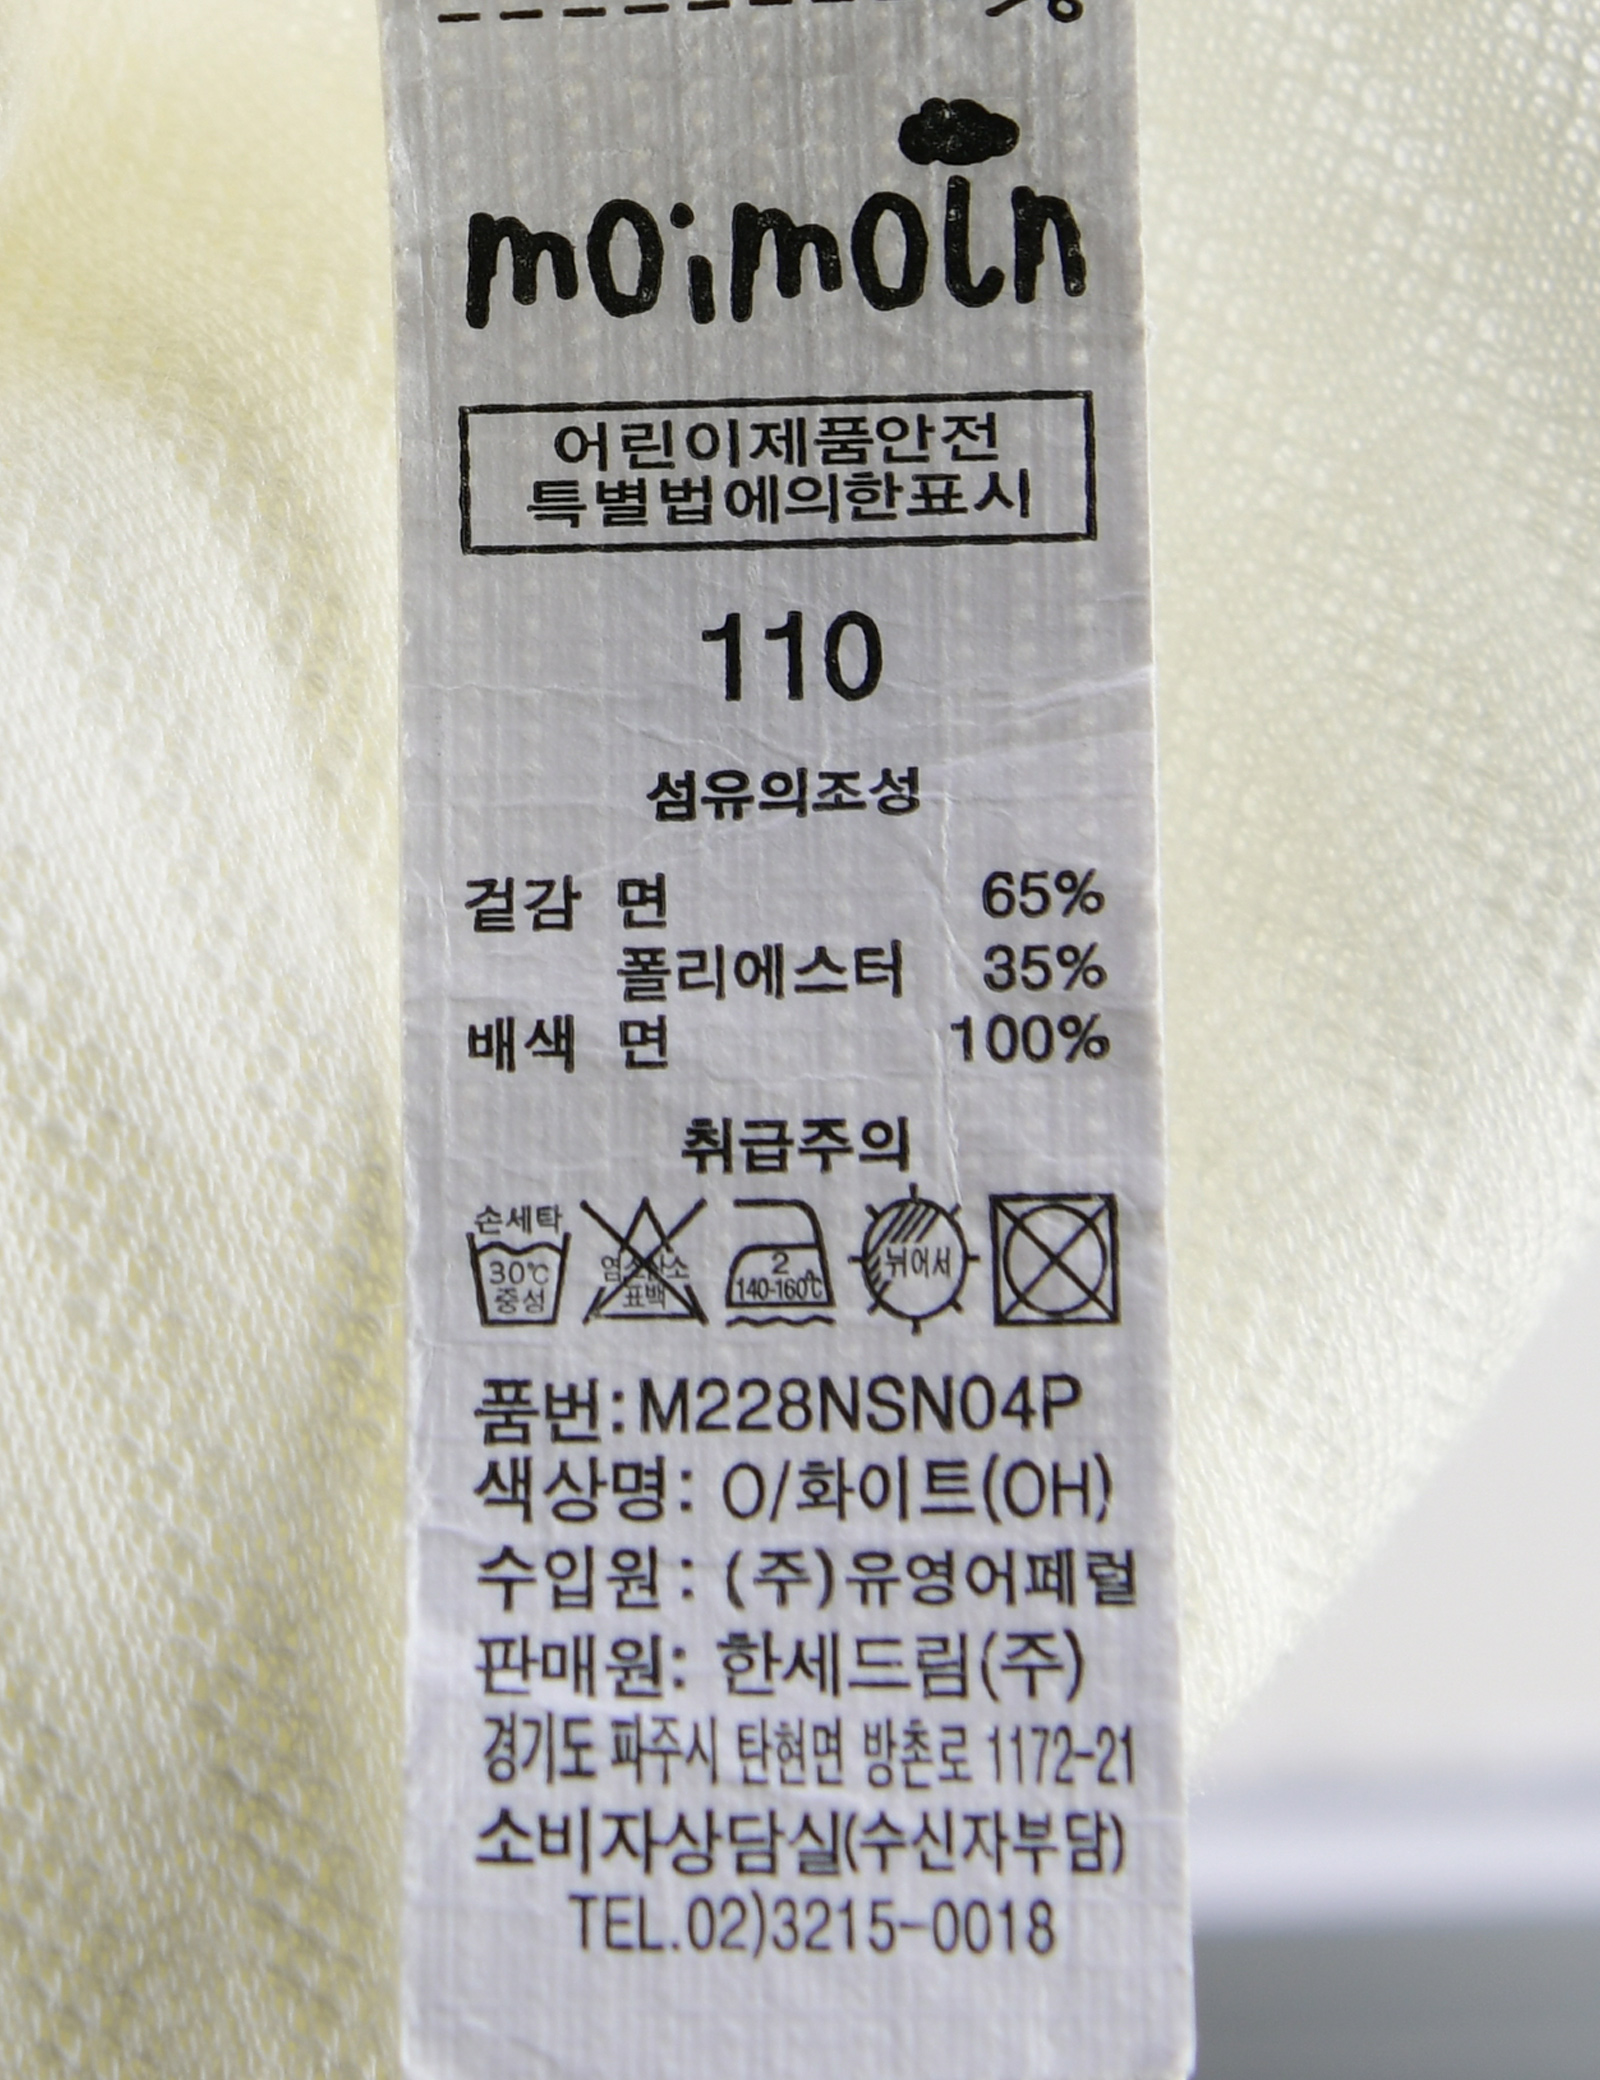 moimoln
어린이제품안전
특별법에의한표시
110
섬유의조성
겉감 면 65%
폴리에스터 35%
배색 면 100%
취급주의
손세탁
30℃
중성
염소산소
표백
2
140-160℃
뉘어서
품번:M228NSN04P
색상명: O/화이트(OH)
수입원: (주)유영어페럴
판매원: 한세드림(주)
경기도 파주시 탄현면 방촌로 1172-21
소비자상담실(수신자부담)
TEL.02)3215-0018